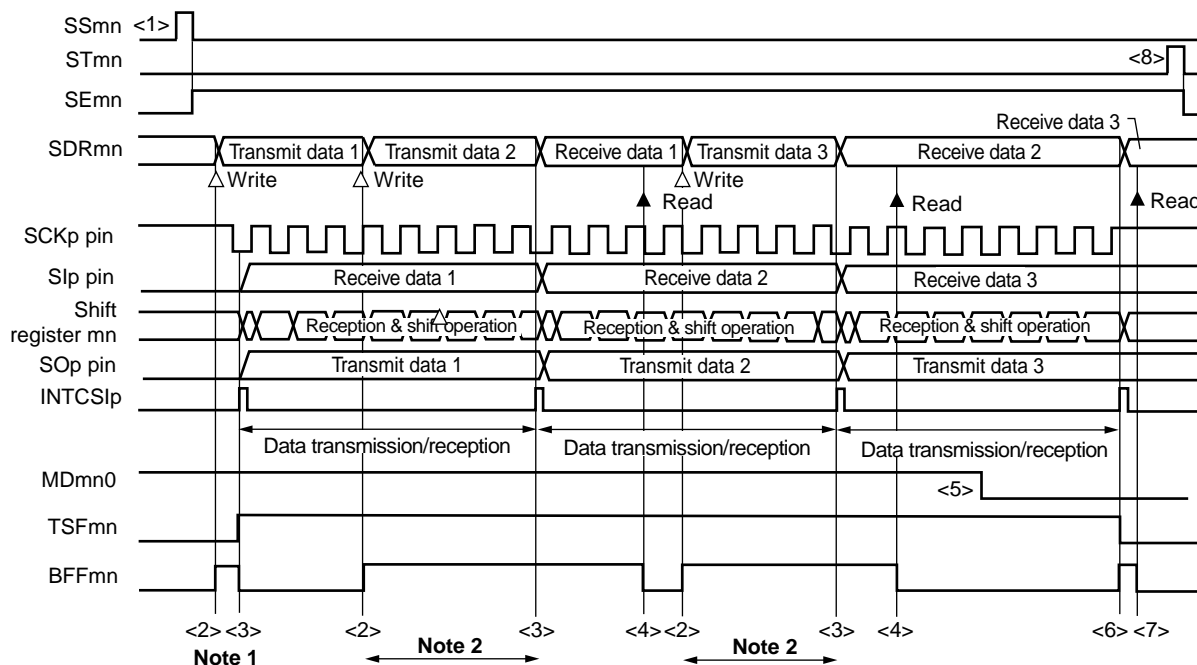 SSmn <1>
STmn <8>
SEmn
Receive data 3
SDRmn Transmit data 1 Transmit data 2 Receive data 1 Transmit data 3 Receive data 2
Write Write Write
Read Read Read
SCKp pin
SIp pin Receive data 1 Receive data 2 Receive data 3
Shift
register mn Reception & shift operation Reception & shift operation Reception & shift operation
SOp pin Transmit data 1 Transmit data 2 Transmit data 3
INTCSIp
Data transmission/reception Data transmission/reception Data transmission/reception
MDmn0 <5>
TSFmn
BFFmn
<2> <3> <2> <3> <4> <2> <3> <4> <6> <7>
Note 1 Note 2 Note 2